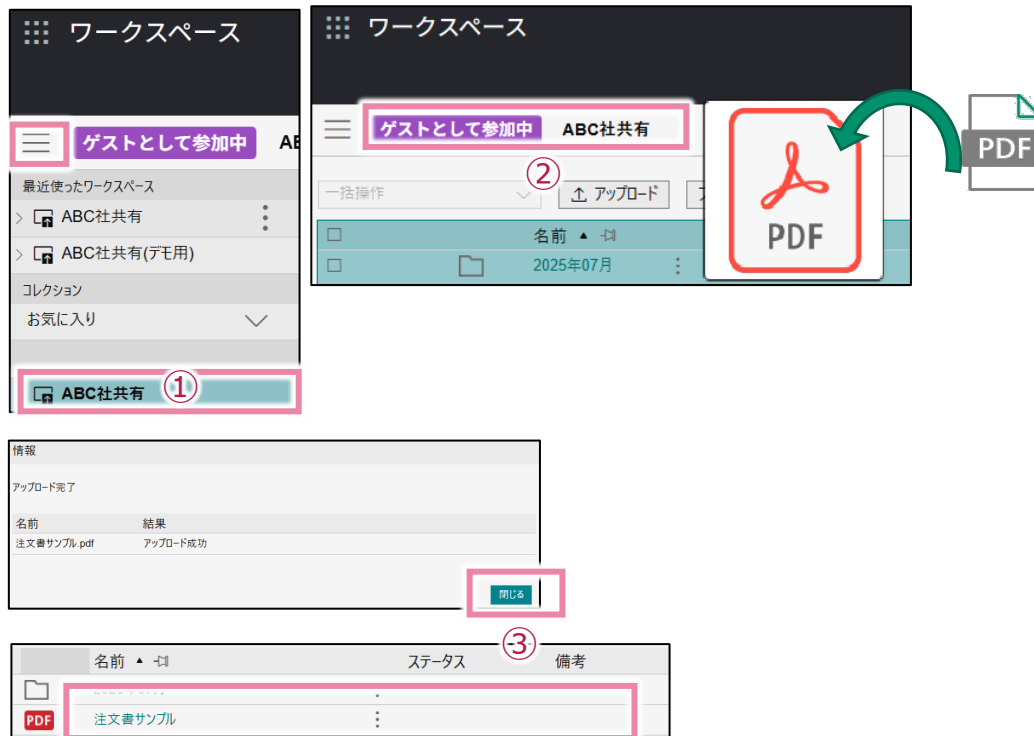 ワークスペース
ゲストとして参加中
最近使ったワークスペース
ABC社共有
ABC社共有(デモ用)
コレクション
お気に入り
ABC社共有
①
ワークスペース
ゲストとして参加中 ABC社共有
②
一括操作 アップロード
名前
2025年07月
PDF
PDF
情報
アップロード完了
名前 結果
注文書サンプル.pdf アップロード成功
閉じる
③
名前 ステータス 備考
PDF 注文書サンプル